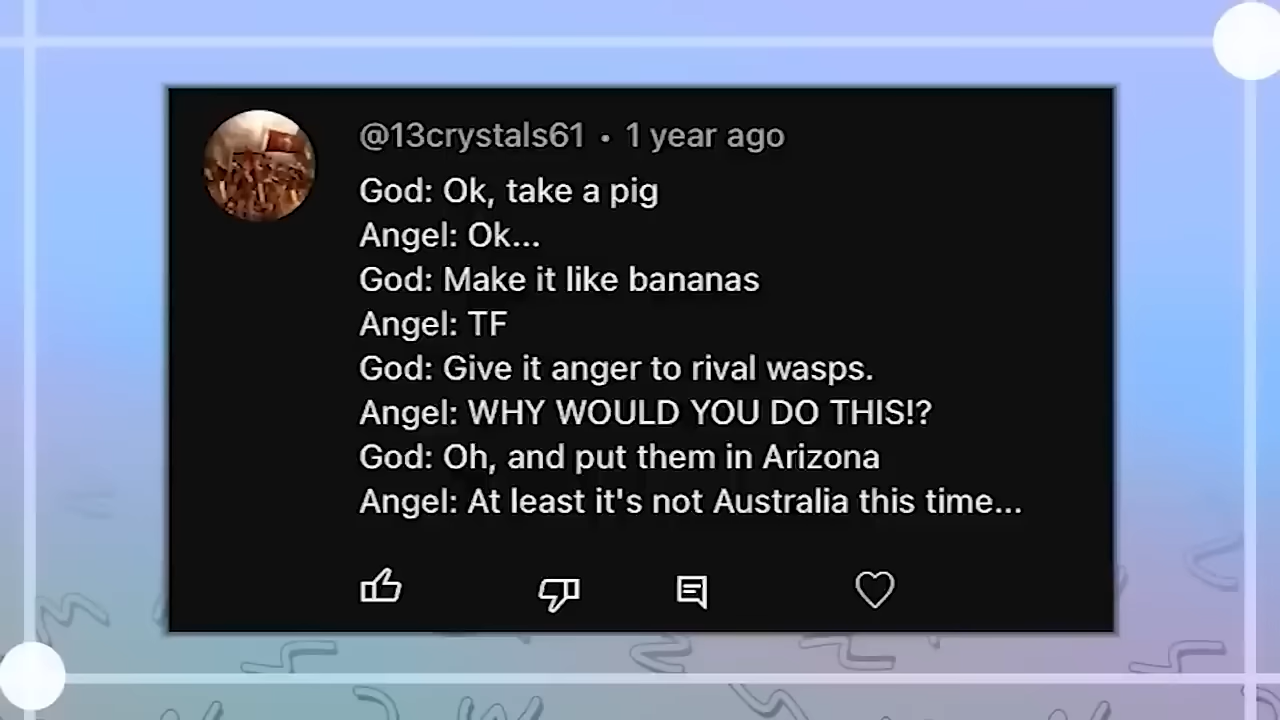 @13crystals61 • 1 year ago
God: Ok, take a pig
Angel: Ok...
God: Make it like bananas
Angel: TF
God: Give it anger to rival wasps.
Angel: WHY WOULD YOU DO THIS!?
God: Oh, and put them in Arizona
Angel: At least it's not Australia this time...